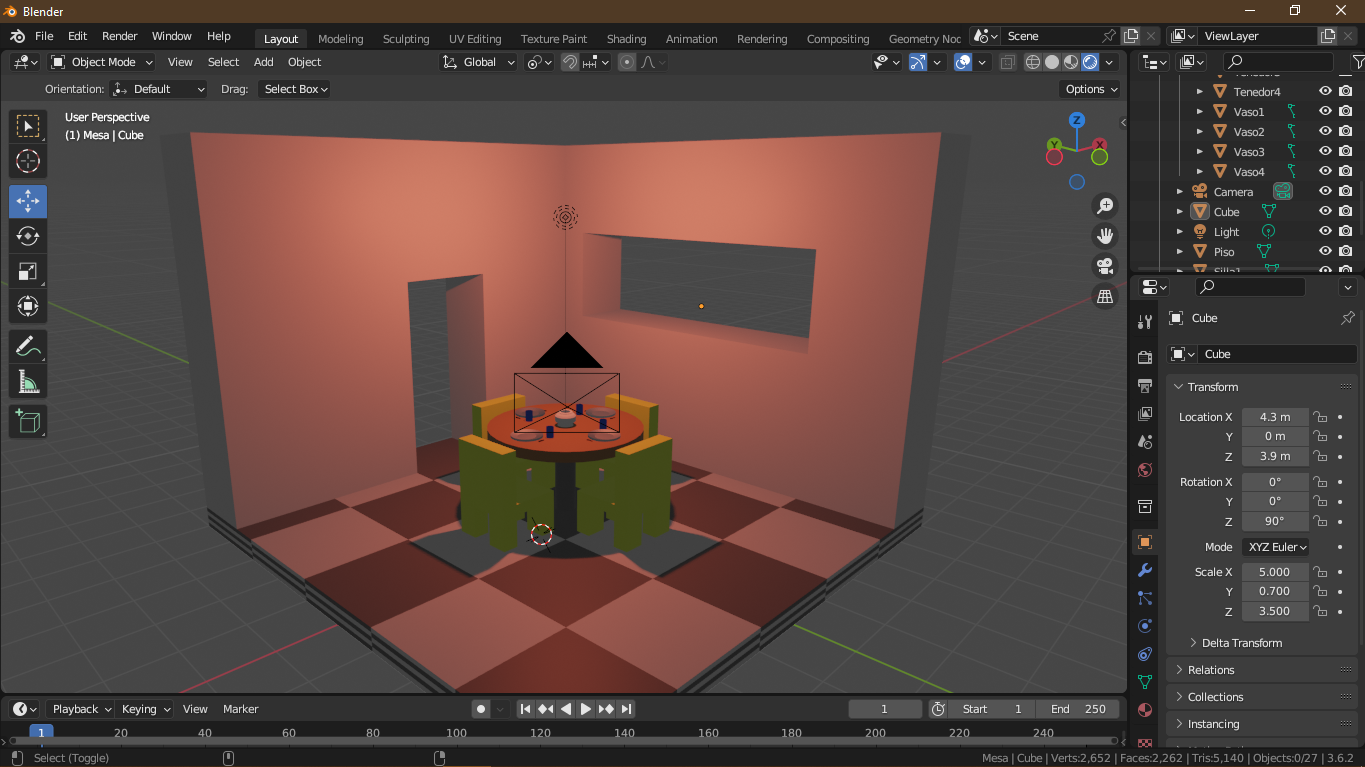 Blender
File Edit Render Window Help Layout Modeling Sculpting UV Editing Texture Paint Shading Animation Rendering Compositing Geometry Noc Scene ViewLayer
Object Mode View Select Add Object Global
Orientation: Default Drag: Select Box Options
User Perspective
(1) Mesa | Cube
Z
Y X
Tenedor4
Vaso1
Vaso2
Vaso3
Vaso4
Camera
Cube
Light
Piso
Silla1
Cube
Cube
Transform
Location X 4.3 m
Y 0 m
Z 3.9 m
Rotation X 0°
Y 0°
Z 90°
Mode XYZ Euler
Scale X 5.000
Y 0.700
Z 3.500
Delta Transform
Relations
Collections
Instancing
Playback Keying View Marker 1 Start 1 End 250
1 20 40 60 80 100 120 140 160 180 200 220 240
Select (Toggle)
Mesa | Cube | Verts:2,652 | Faces:2,262 | Tris:5,140 | Objects:0/27 | 3.6.2